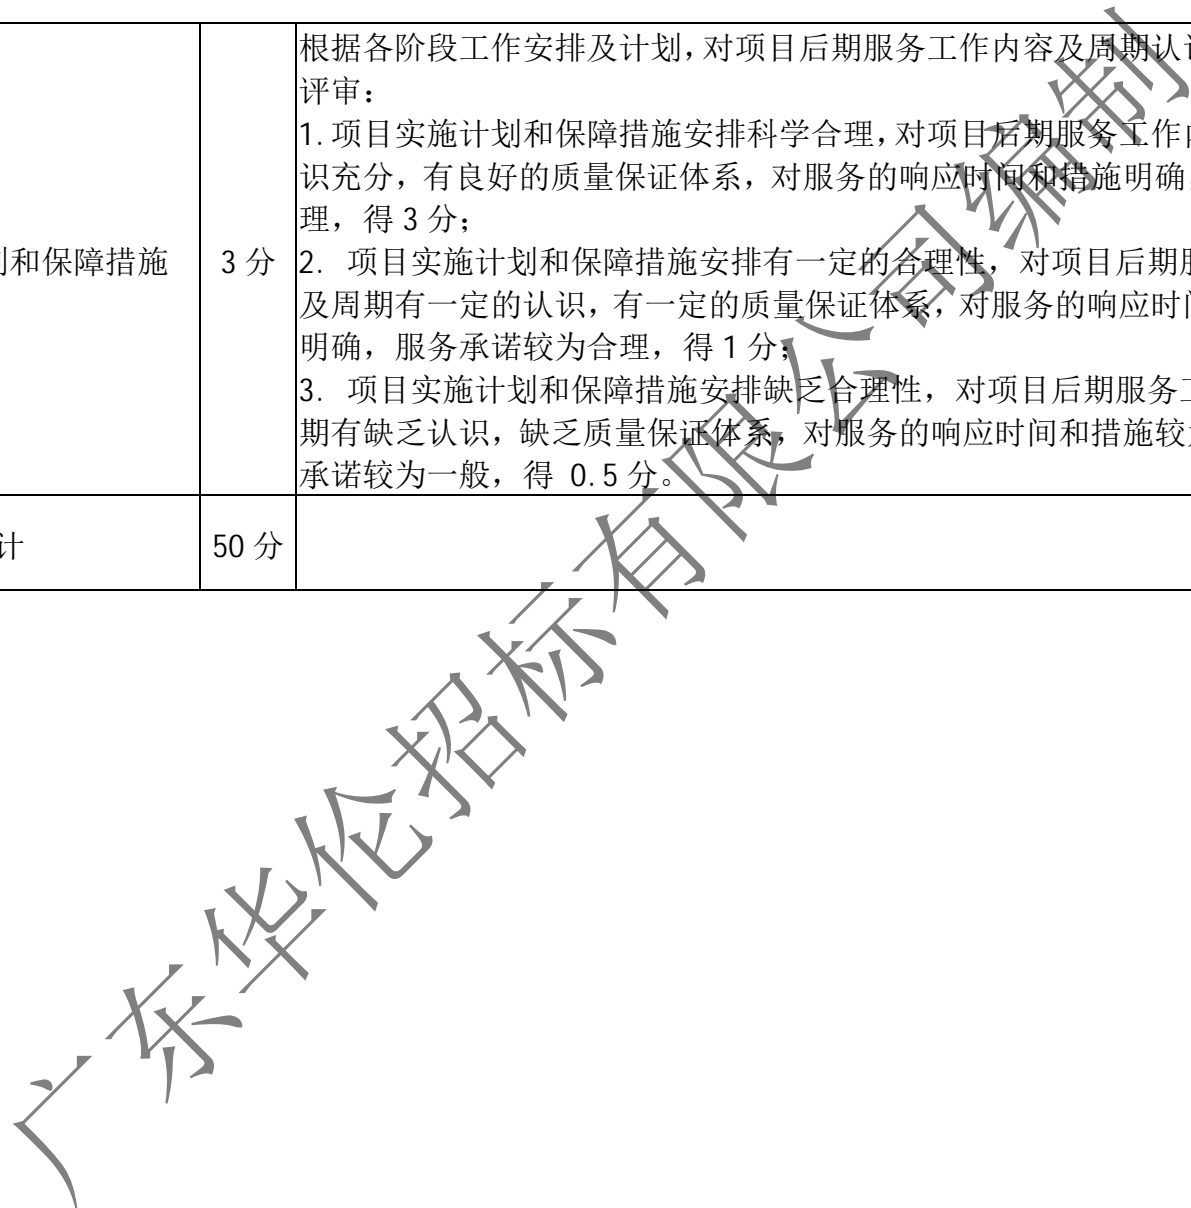 根据各阶段工作安排及计划,对项目后期服务工作内容及周期认
评审：
1.项目实施计划和保障措施安排科学合理,对项目后期服务工作
识充分，有良好的质量保证体系，对服务的响应时间和措施明确
理，得3分；
划和保障措施
3分
2. 项目实施计划和保障措施安排有一定的合理性，对项目后期
及周期有一定的认识，有一定的质量保证体系，对服务的响应时
明确，服务承诺较为合理，得1分；
3. 项目实施计划和保障措施安排缺乏合理性，对项目后期服务
期有缺乏认识，缺乏质量保证体系，对服务的响应时间和措施较
承诺较为一般，得 0.5分。
计
50分
广东华伦招标有限公司编制